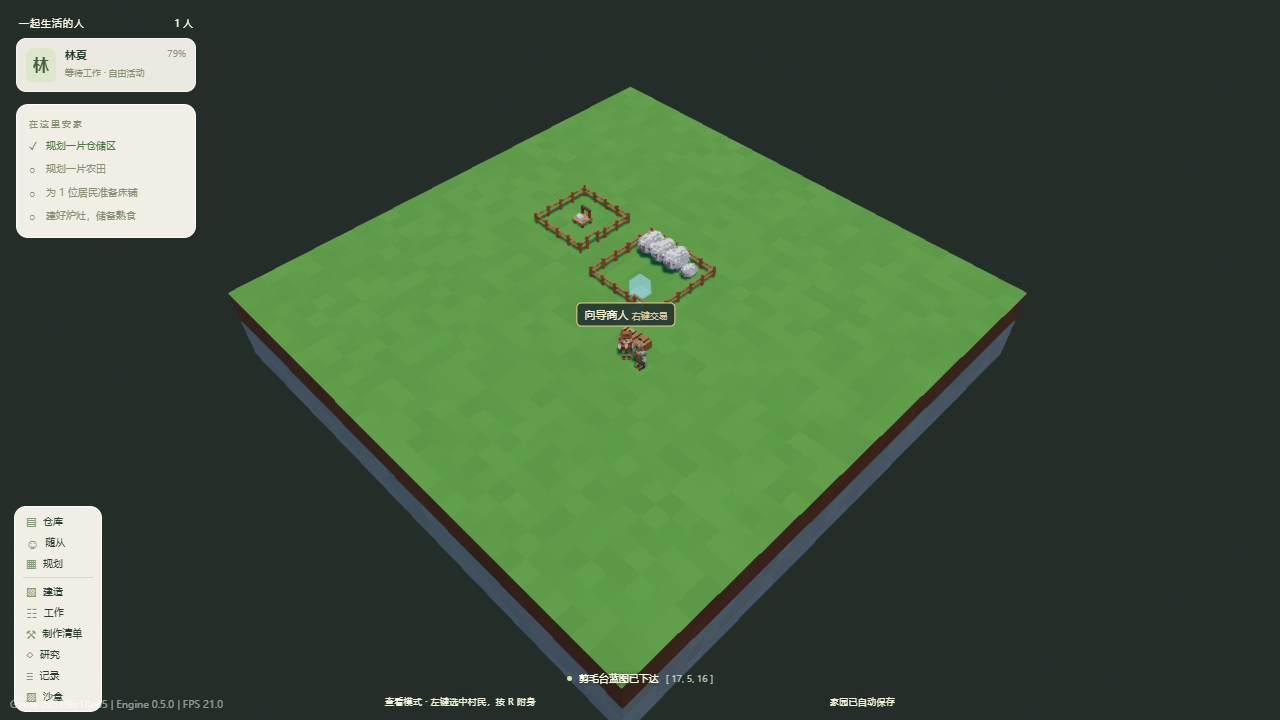 一起生活的人 1 人
林
林夏 79%
等待工作 · 自由活动
在这里安家
✓ 规划一片仓储区
○ 规划一片农田
○ 为 1 位居民准备床铺
○ 建好炉灶，储备熟食
向导商人 右键交易
仓库
随从
规划
建造
工作
制作清单
研究
记录
沙盒
剪毛台蓝图已下达 [ 17, 5, 16 ]
| Engine 0.5.0 | FPS 21.0
查看模式 · 左键选中村民，按 R 附身
家园已自动保存